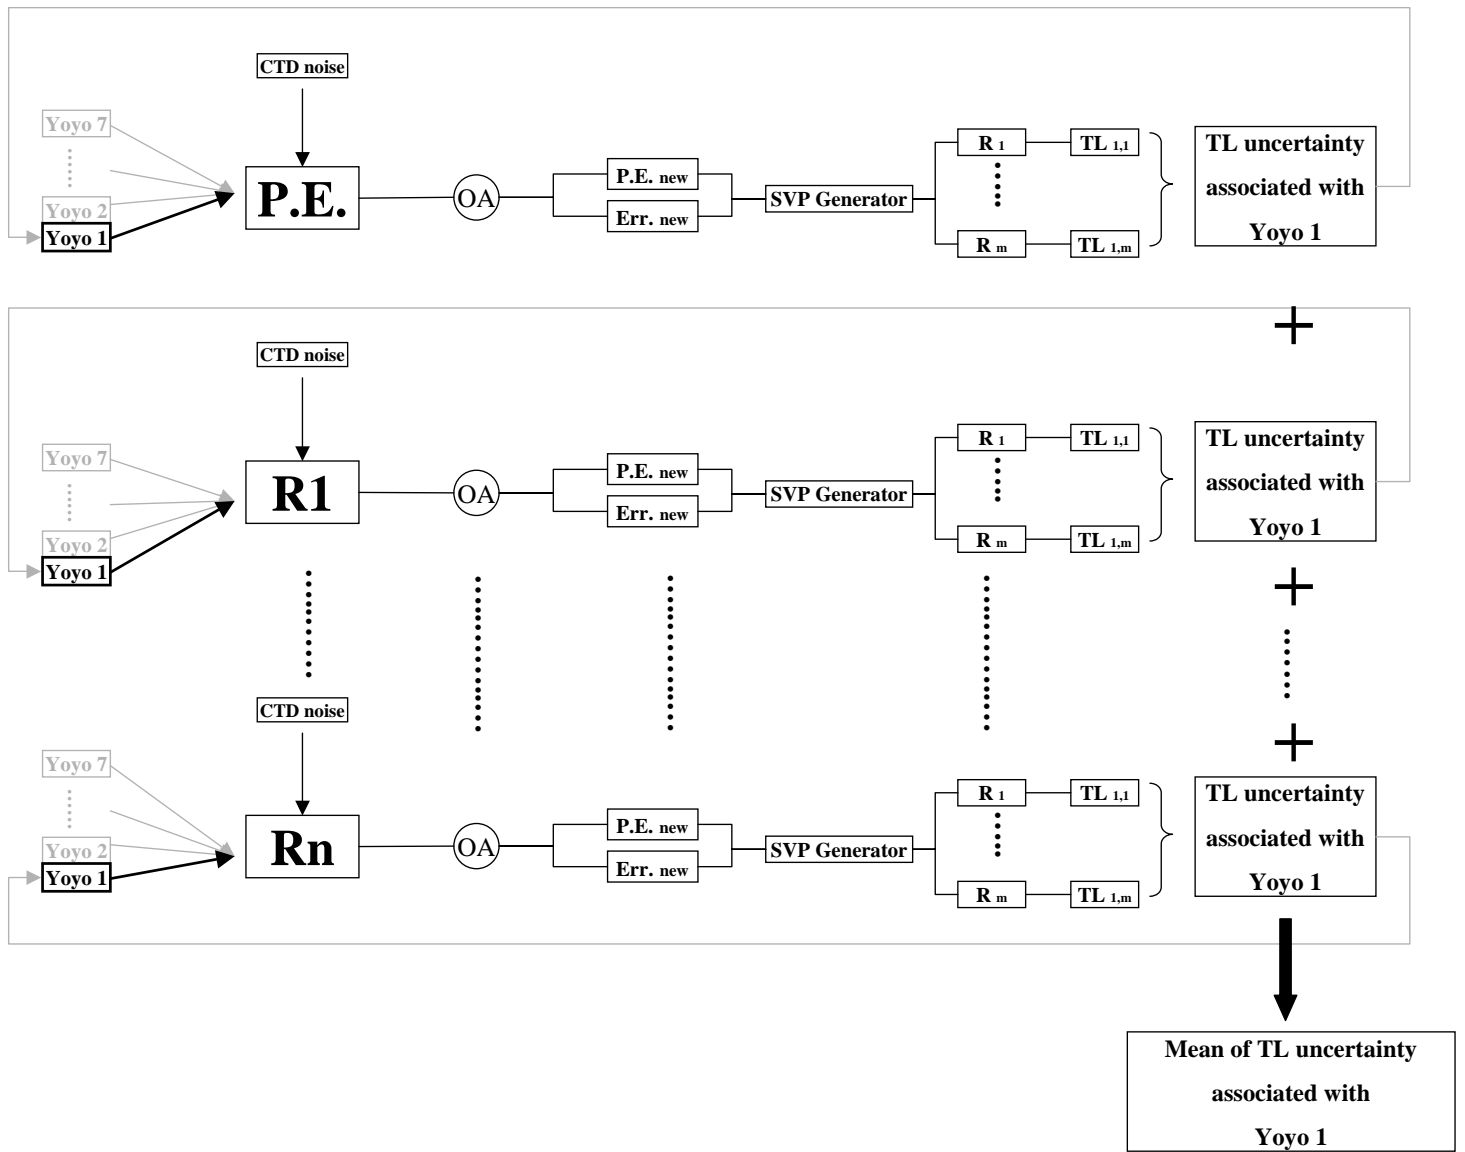 CTD noise
Yoyo 7
Yoyo 2
Yoyo 1
P.E.
OA
P.E. new
Err. new
SVP Generator
R 1
TL 1,1
R m
TL 1,m
TL uncertainty
associated with
Yoyo 1
+
CTD noise
Yoyo 7
Yoyo 2
Yoyo 1
R1
OA
P.E. new
Err. new
SVP Generator
R 1
TL 1,1
R m
TL 1,m
TL uncertainty
associated with
Yoyo 1
+
+
CTD noise
Yoyo 7
Yoyo 2
Yoyo 1
Rn
OA
P.E. new
Err. new
SVP Generator
R 1
TL 1,1
R m
TL 1,m
TL uncertainty
associated with
Yoyo 1
Mean of TL uncertainty
associated with
Yoyo 1